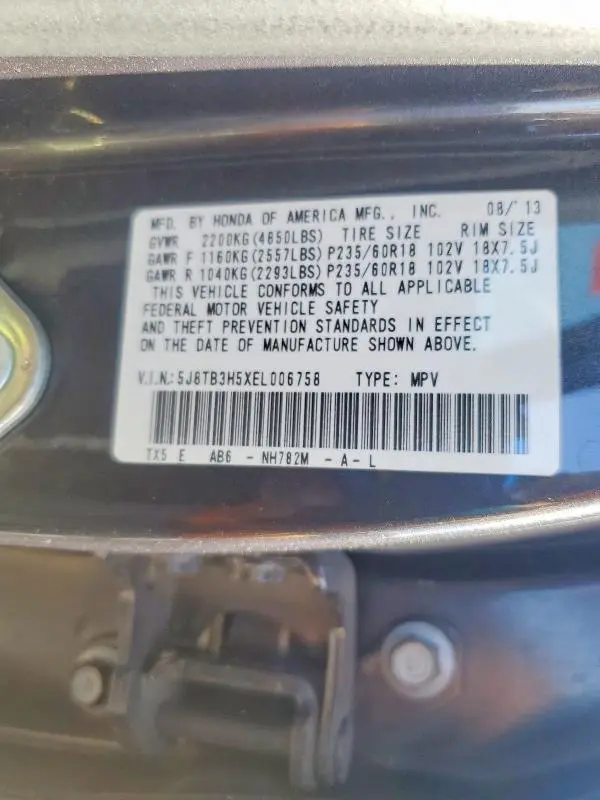 MFD. BY HONDA OF AMERICA MFG., INC. 08/'13
GVWR 2200KG(4850LBS) TIRE SIZE RIM SIZE
GAWR F 1160KG(2557LBS) P235/60R18 102V 18X7.5J
GAWR R 1040KG(2293LBS) P235/60R18 102V 18X7.5J
THIS VEHICLE CONFORMS TO ALL APPLICABLE
FEDERAL MOTOR VEHICLE SAFETY
AND THEFT PREVENTION STANDARDS IN EFFECT
ON THE DATE OF MANUFACTURE SHOWN ABOVE.
V.I.N.: 5J8TB3H5XEL006758 TYPE: MPV
TX5 E AB6 - NH782M - A - L